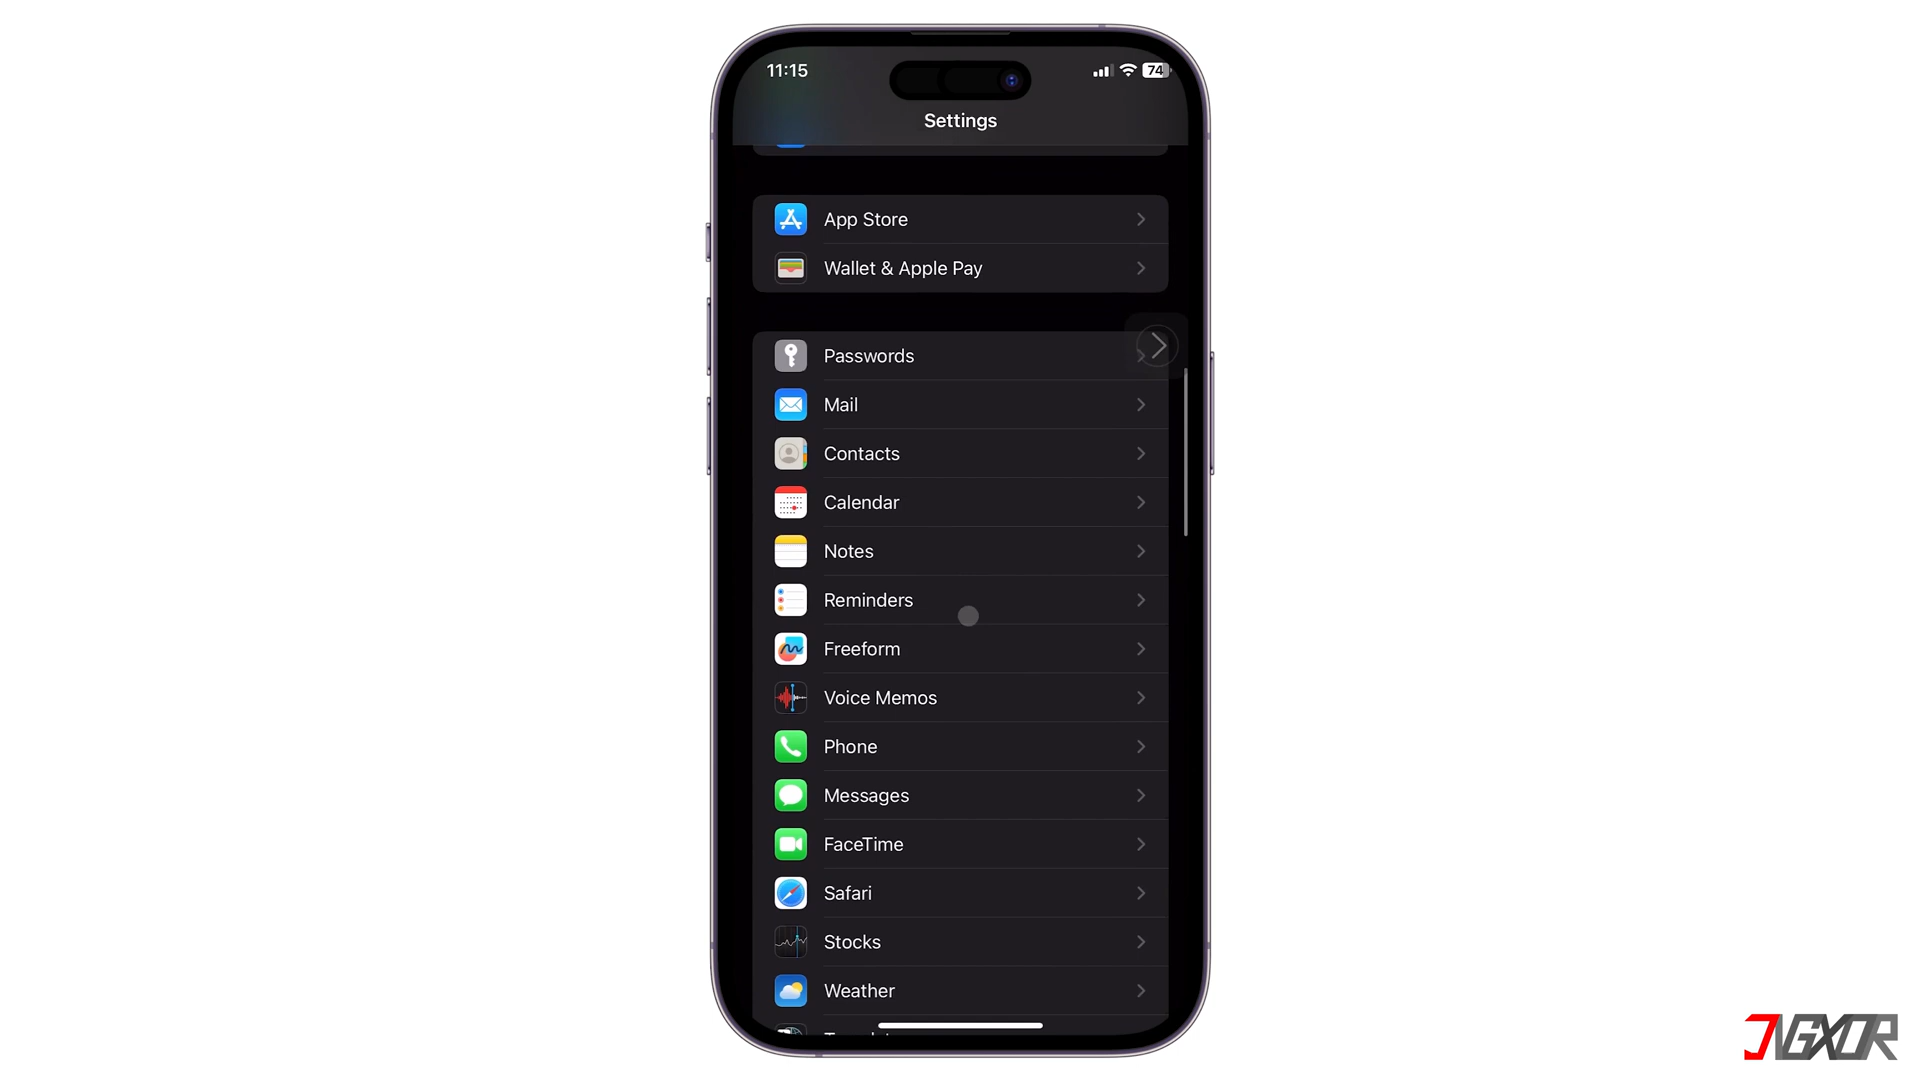 11:15
74
Settings
App Store
Wallet & Apple Pay
Passwords
Mail
Contacts
Calendar
Notes
Reminders
Freeform
Voice Memos
Phone
Messages
FaceTime
Safari
Stocks
Weather
JVGXOR